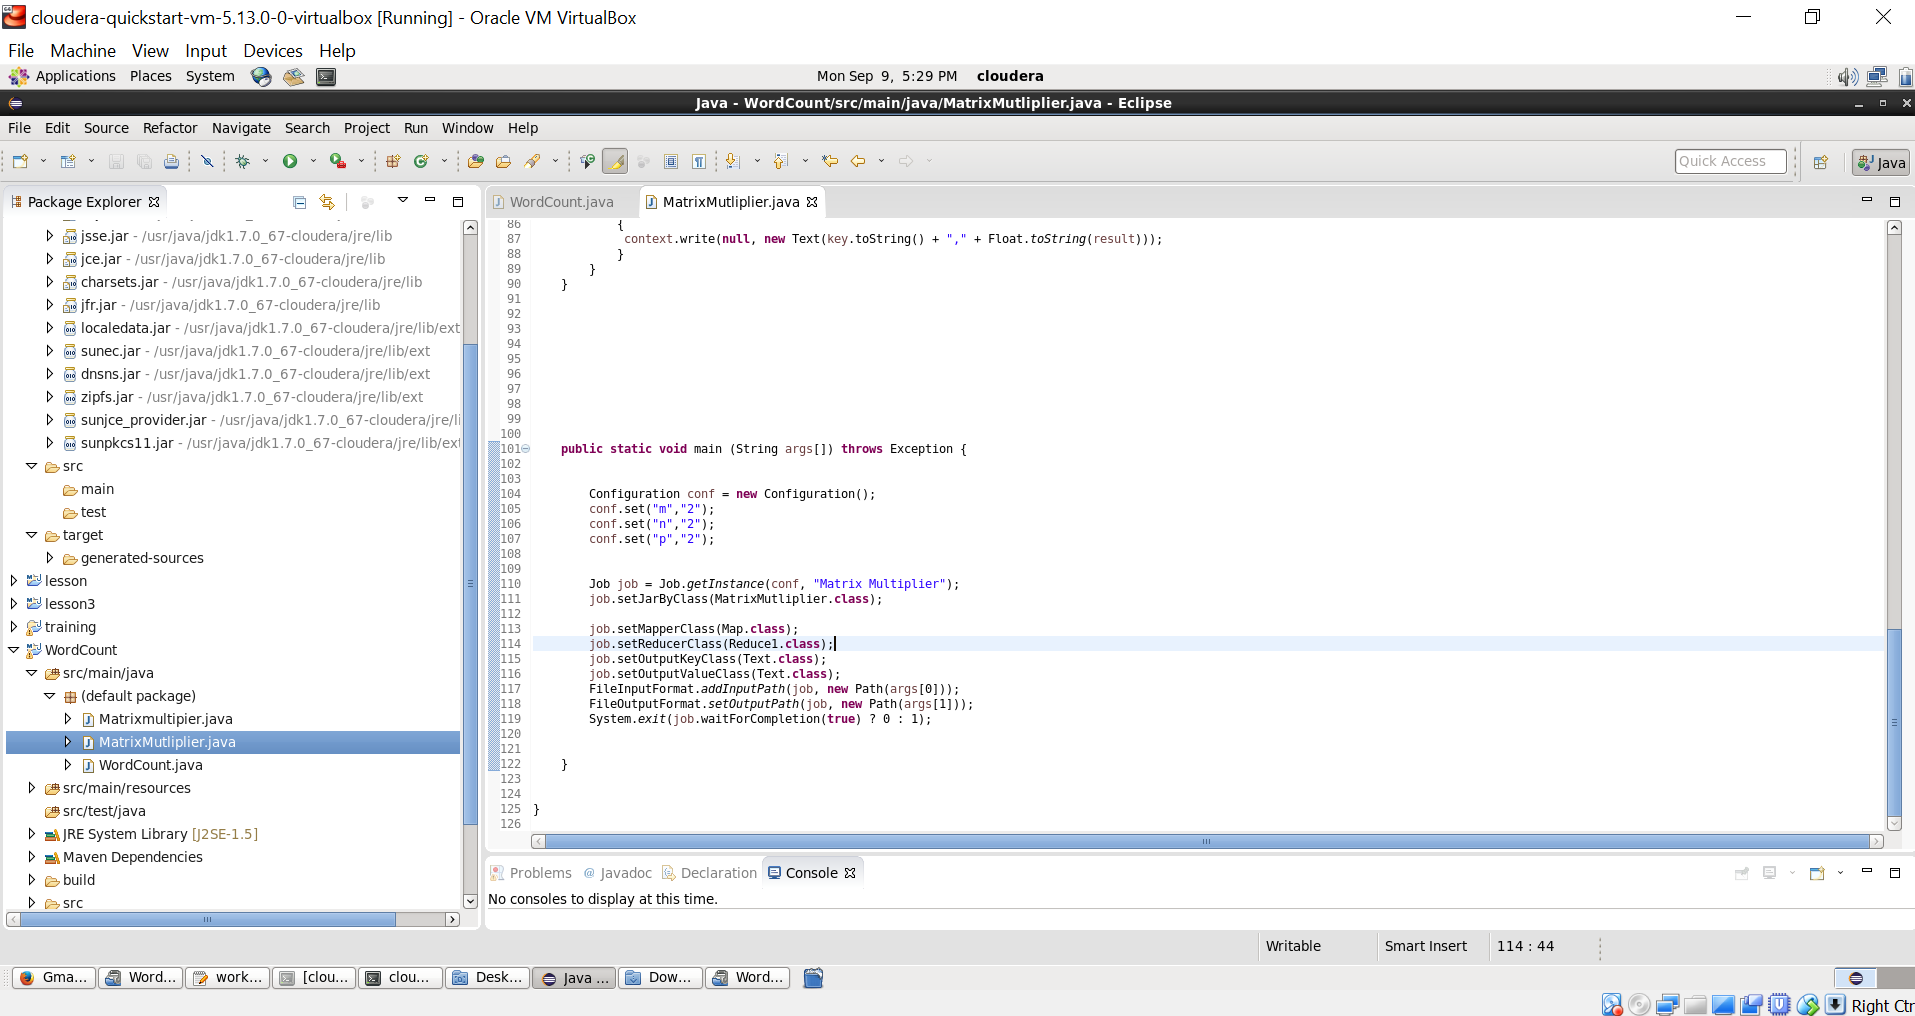 cloudera-quickstart-vm-5.13.0-0-virtualbox [Running] - Oracle VM VirtualBox
File Machine View Input Devices Help
Applications Places System Mon Sep 9, 5:29 PM cloudera
Java - WordCount/src/main/java/MatrixMutliplier.java - Eclipse
File Edit Source Refactor Navigate Search Project Run Window Help
Quick Access Java
Package Explorer
jsse.jar - /usr/java/jdk1.7.0_67-cloudera/jre/lib
jce.jar - /usr/java/jdk1.7.0_67-cloudera/jre/lib
charsets.jar - /usr/java/jdk1.7.0_67-cloudera/jre/lib
jfr.jar - /usr/java/jdk1.7.0_67-cloudera/jre/lib
localedata.jar - /usr/java/jdk1.7.0_67-cloudera/jre/lib/ext
sunec.jar - /usr/java/jdk1.7.0_67-cloudera/jre/lib/ext
dnsns.jar - /usr/java/jdk1.7.0_67-cloudera/jre/lib/ext
zipfs.jar - /usr/java/jdk1.7.0_67-cloudera/jre/lib/ext
sunjce_provider.jar - /usr/java/jdk1.7.0_67-cloudera/jre/li
sunpkcs11.jar - /usr/java/jdk1.7.0_67-cloudera/jre/lib/ext
src
main
test
target
generated-sources
lesson
lesson3
training
WordCount
src/main/java
(default package)
Matrixmultipier.java
MatrixMutliplier.java
WordCount.java
src/main/resources
src/test/java
JRE System Library [J2SE-1.5]
Maven Dependencies
build
src
WordCount.java MatrixMutliplier.java
86 {
87 context.write(null, new Text(key.toString() + "," + Float.toString(result)));
88 }
89 }
90 }
91
92
93
94
95
96
97
98
99
100
101 public static void main (String args[]) throws Exception {
102
103
104 Configuration conf = new Configuration();
105 conf.set("m","2");
106 conf.set("n","2");
107 conf.set("p","2");
108
109
110 Job job = Job.getInstance(conf, "Matrix Multiplier");
111 job.setJarByClass(MatrixMutliplier.class);
112
113 job.setMapperClass(Map.class);
114 job.setReducerClass(Reduce1.class);
115 job.setOutputKeyClass(Text.class);
116 job.setOutputValueClass(Text.class);
117 FileInputFormat.addInputPath(job, new Path(args[0]));
118 FileOutputFormat.setOutputPath(job, new Path(args[1]));
119 System.exit(job.waitForCompletion(true) ? 0 : 1);
120
121
122 }
123
124
125 }
126
Problems Javadoc Declaration Console
No consoles to display at this time.
Writable Smart Insert 114 : 44
Gma... Word... work... [clou... clou... Desk... Java ... Dow... Word...
Right Ctr